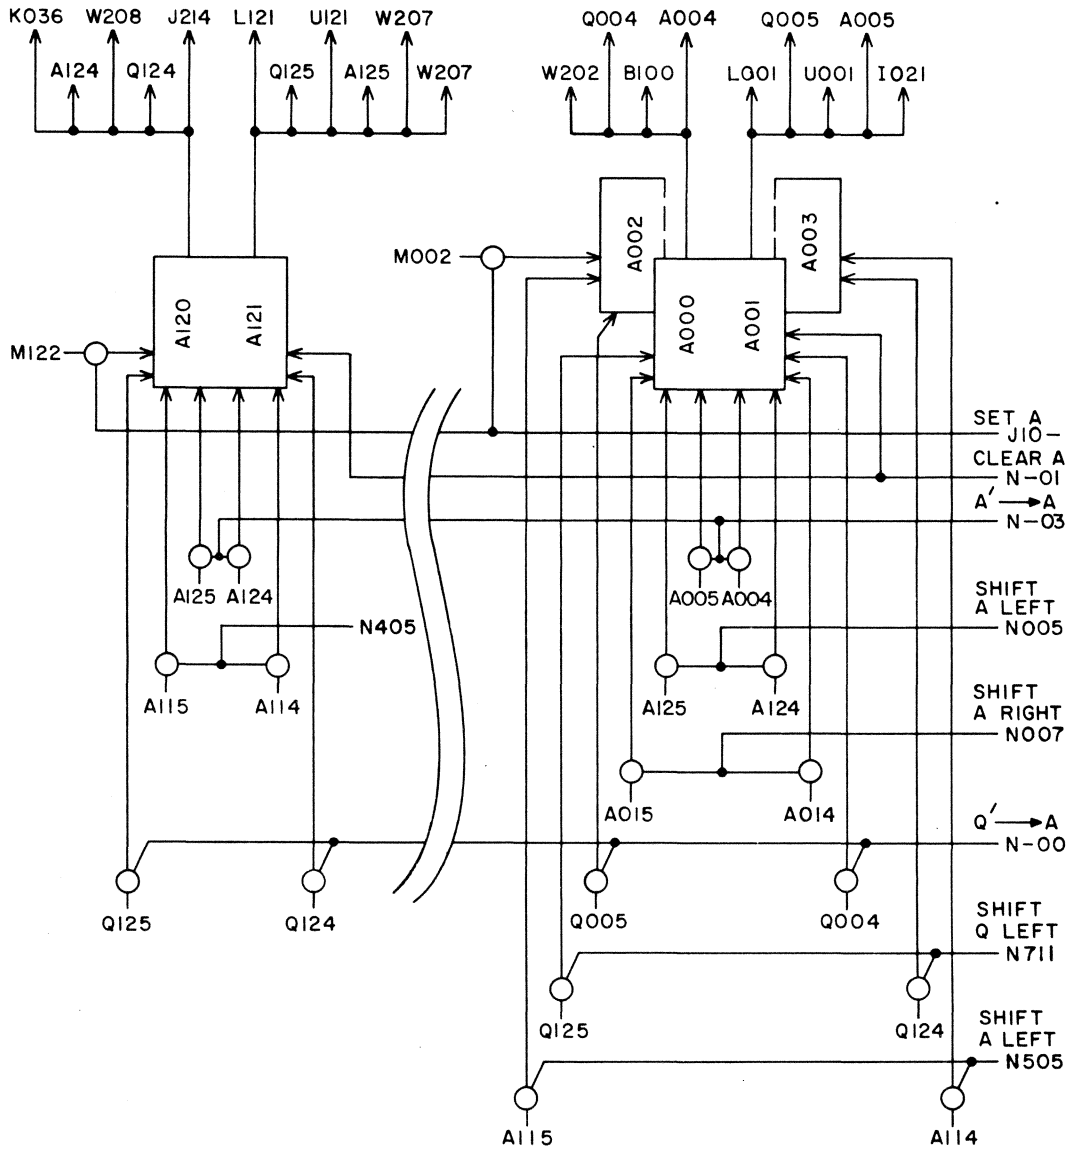 KO36 W208 J214 L121 U121 W207 Q004 A004 Q005 A005
A124 Q124 Q125 A125 W207 W202 B100 L001 U001 I021
A002 A003
M002
A120 A121 A000 A001
M122
SET A
J10-
CLEAR A
N-01
A′ → A
N-03
A125 A124 A005 A004
SHIFT
A LEFT
N405 N005
A115 A114 A125 A124
SHIFT
A RIGHT
N007
A015 A014
Q′ → A
N-00
Q125 Q124 Q005 Q004
SHIFT
Q LEFT
N711
Q125 Q124
SHIFT
A LEFT
N505
A115 A114